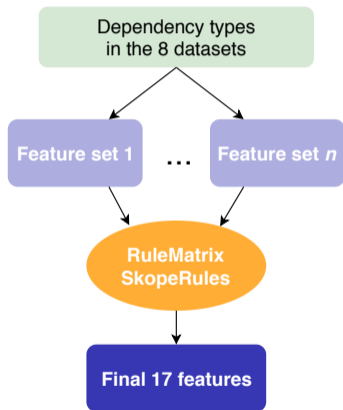 Dependency types
in the 8 datasets
Feature set 1
...
Feature set n
RuleMatrix
SkopeRules
Final 17 features